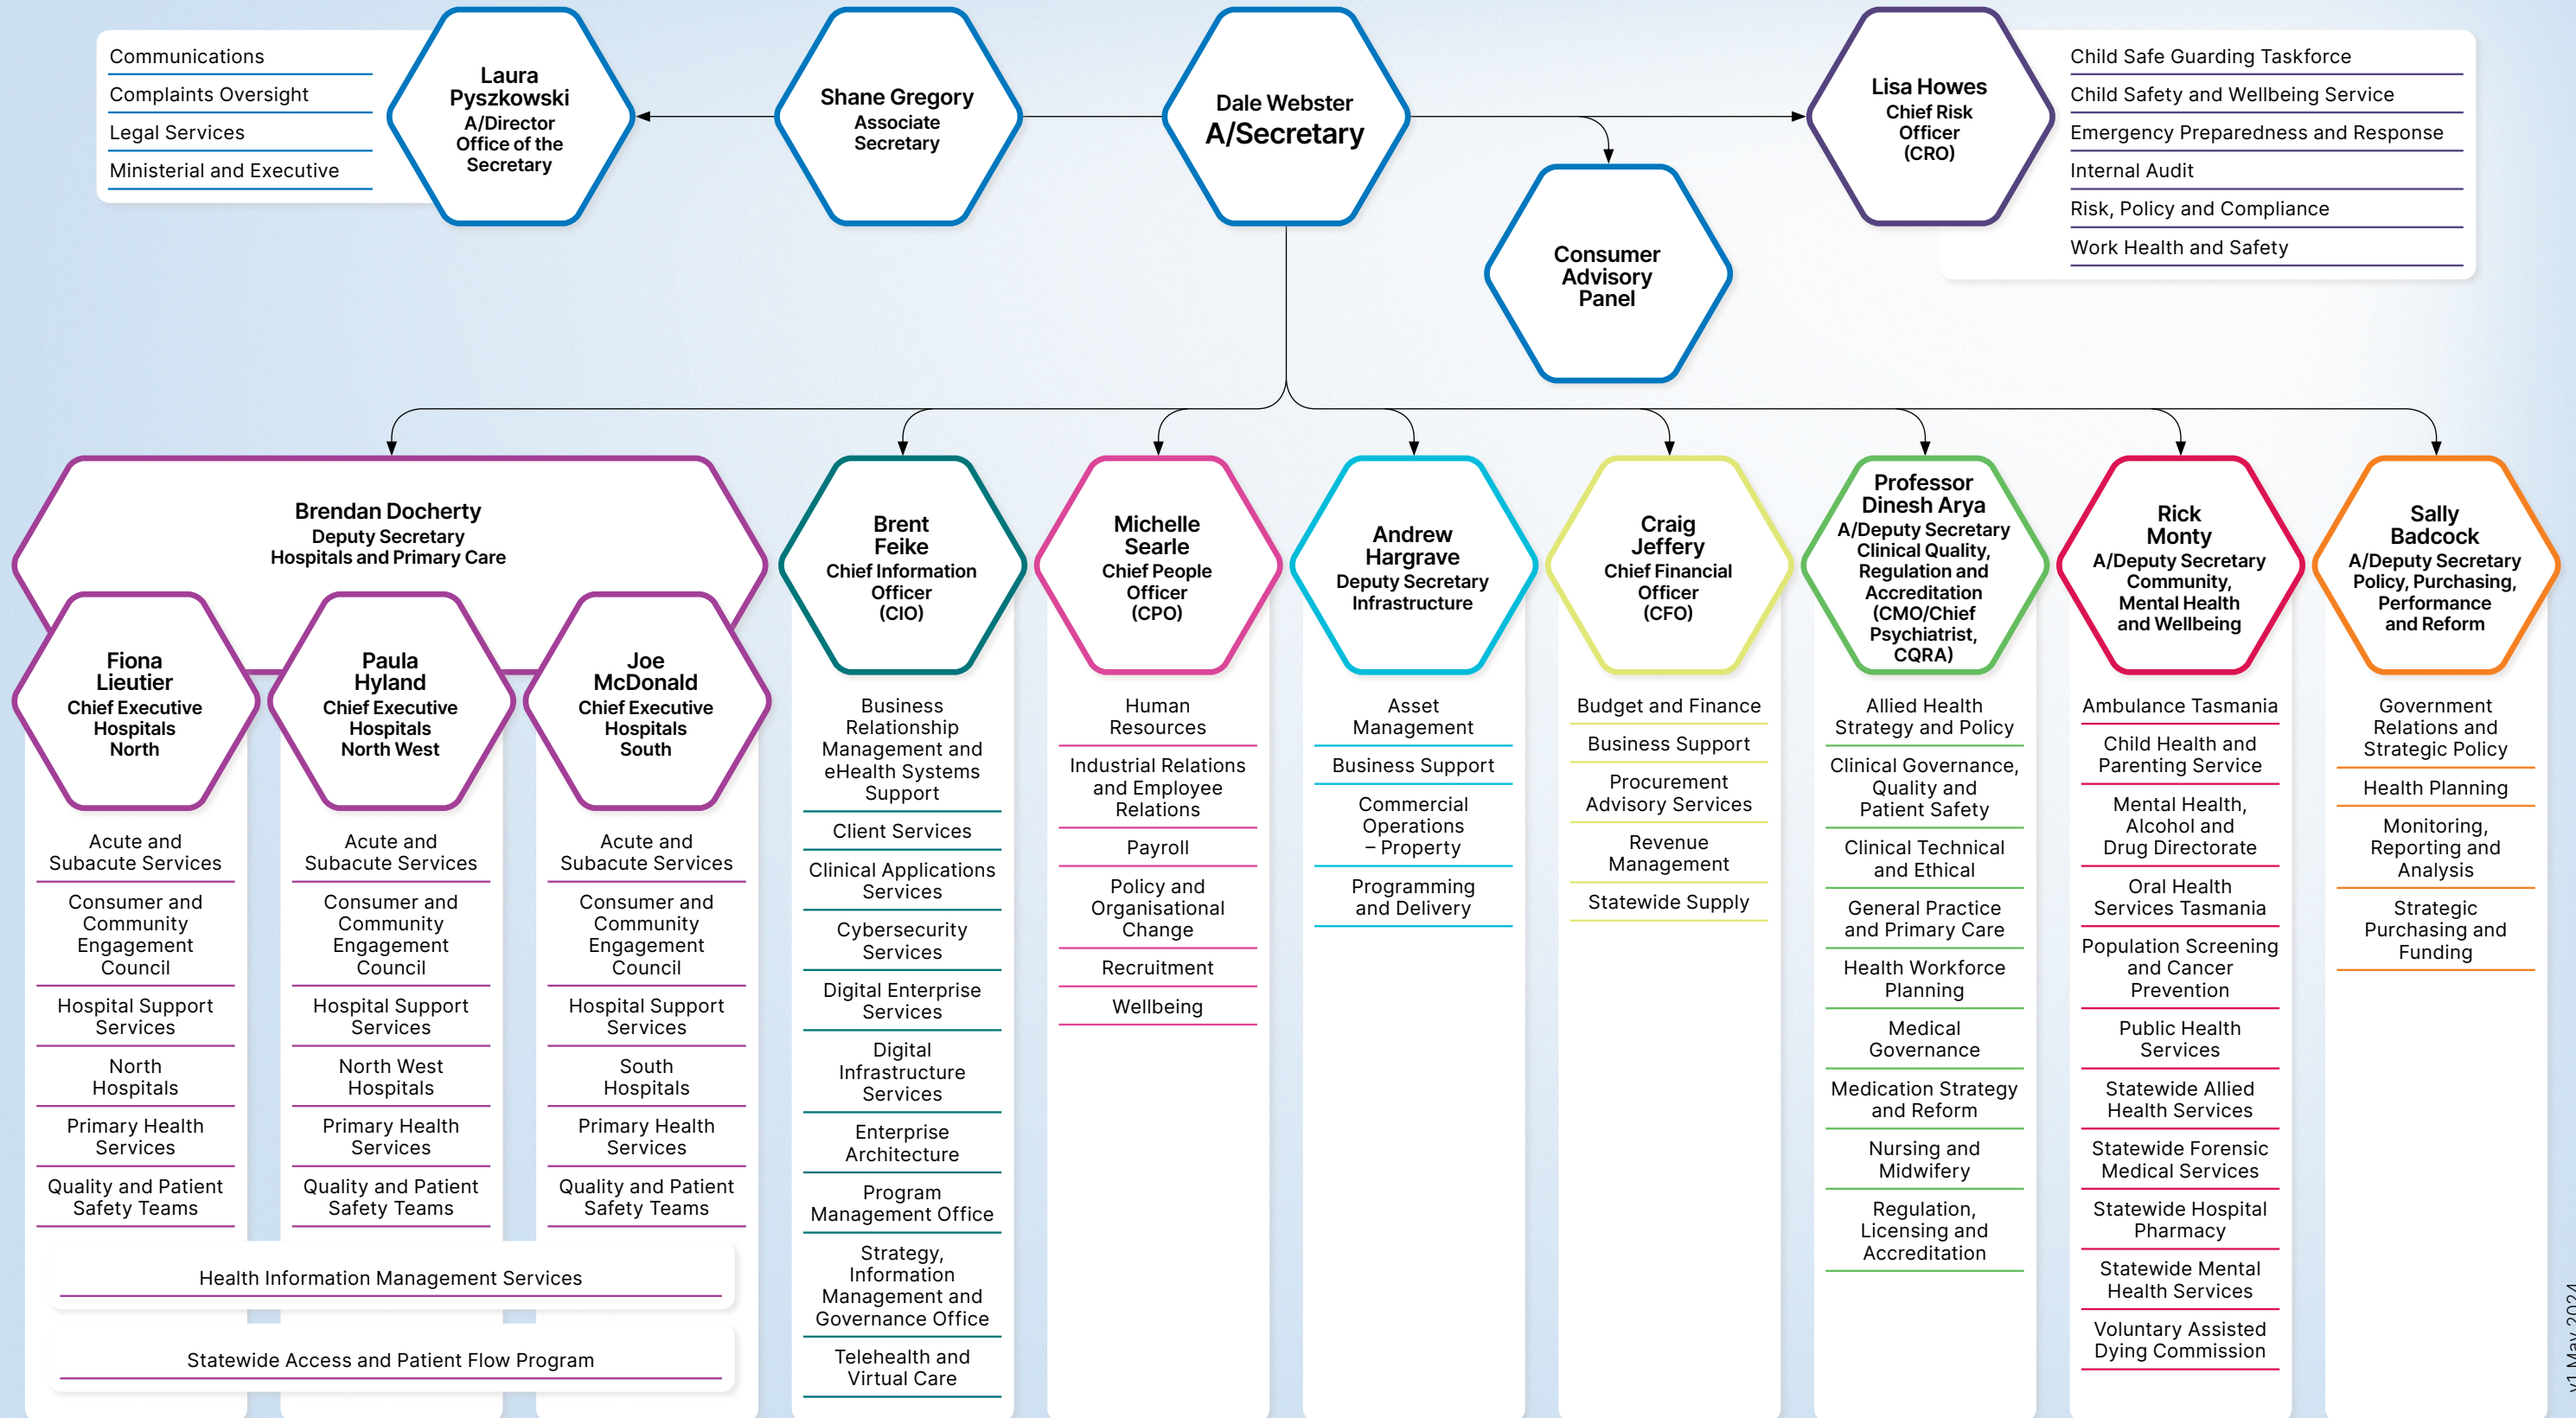 Communications
Complaints Oversight
Legal Services
Ministerial and Executive
Laura
Pyszkowski
A/Director
Office of the
Secretary
Shane Gregory
Associate
Secretary
Dale Webster
A/Secretary
Consumer
Advisory
Panel
Lisa Howes
Chief Risk
Officer
(CRO)
Child Safe Guarding Taskforce
Child Safety and Wellbeing Service
Emergency Preparedness and Response
Internal Audit
Risk, Policy and Compliance
Work Health and Safety
Brendan Docherty
Deputy Secretary
Hospitals and Primary Care
Fiona
Lieutier
Chief Executive
Hospitals
North
Acute and
Subacute Services
Consumer and
Community
Engagement
Council
Hospital Support
Services
North
Hospitals
Primary Health
Services
Quality and Patient
Safety Teams
Paula
Hyland
Chief Executive
Hospitals
North West
Acute and
Subacute Services
Consumer and
Community
Engagement
Council
Hospital Support
Services
North West
Hospitals
Primary Health
Services
Quality and Patient
Safety Teams
Joe
McDonald
Chief Executive
Hospitals
South
Acute and
Subacute Services
Consumer and
Community
Engagement
Council
Hospital Support
Services
South
Hospitals
Primary Health
Services
Quality and Patient
Safety Teams
Health Information Management Services
Statewide Access and Patient Flow Program
Brent
Feike
Chief Information
Officer
(CIO)
Business
Relationship
Management and
eHealth Systems
Support
Client Services
Clinical Applications
Services
Cybersecurity
Services
Digital Enterprise
Services
Digital
Infrastructure
Services
Enterprise
Architecture
Program
Management Office
Strategy,
Information
Management and
Governance Office
Telehealth and
Virtual Care
Michelle
Searle
Chief People
Officer
(CPO)
Human
Resources
Industrial Relations
and Employee
Relations
Payroll
Policy and
Organisational
Change
Recruitment
Wellbeing
Andrew
Hargrave
Deputy Secretary
Infrastructure
Asset
Management
Business Support
Commercial
Operations
– Property
Programming
and Delivery
Craig
Jeffery
Chief Financial
Officer
(CFO)
Budget and Finance
Business Support
Procurement
Advisory Services
Revenue
Management
Statewide Supply
Professor
Dinesh Arya
A/Deputy Secretary
Clinical Quality,
Regulation and
Accreditation
(CMO/Chief
Psychiatrist,
CQRA)
Allied Health
Strategy and Policy
Clinical Governance,
Quality and
Patient Safety
Clinical Technical
and Ethical
General Practice
and Primary Care
Health Workforce
Planning
Medical
Governance
Medication Strategy
and Reform
Nursing and
Midwifery
Regulation,
Licensing and
Accreditation
Rick
Monty
A/Deputy Secretary
Community,
Mental Health
and Wellbeing
Ambulance Tasmania
Child Health and
Parenting Service
Mental Health,
Alcohol and
Drug Directorate
Oral Health
Services Tasmania
Population Screening
and Cancer
Prevention
Public Health
Services
Statewide Allied
Health Services
Statewide Forensic
Medical Services
Statewide Hospital
Pharmacy
Statewide Mental
Health Services
Voluntary Assisted
Dying Commission
Sally
Badcock
A/Deputy Secretary
Policy, Purchasing,
Performance
and Reform
Government
Relations and
Strategic Policy
Health Planning
Monitoring,
Reporting and
Analysis
Strategic
Purchasing and
Funding
v1 May 2024